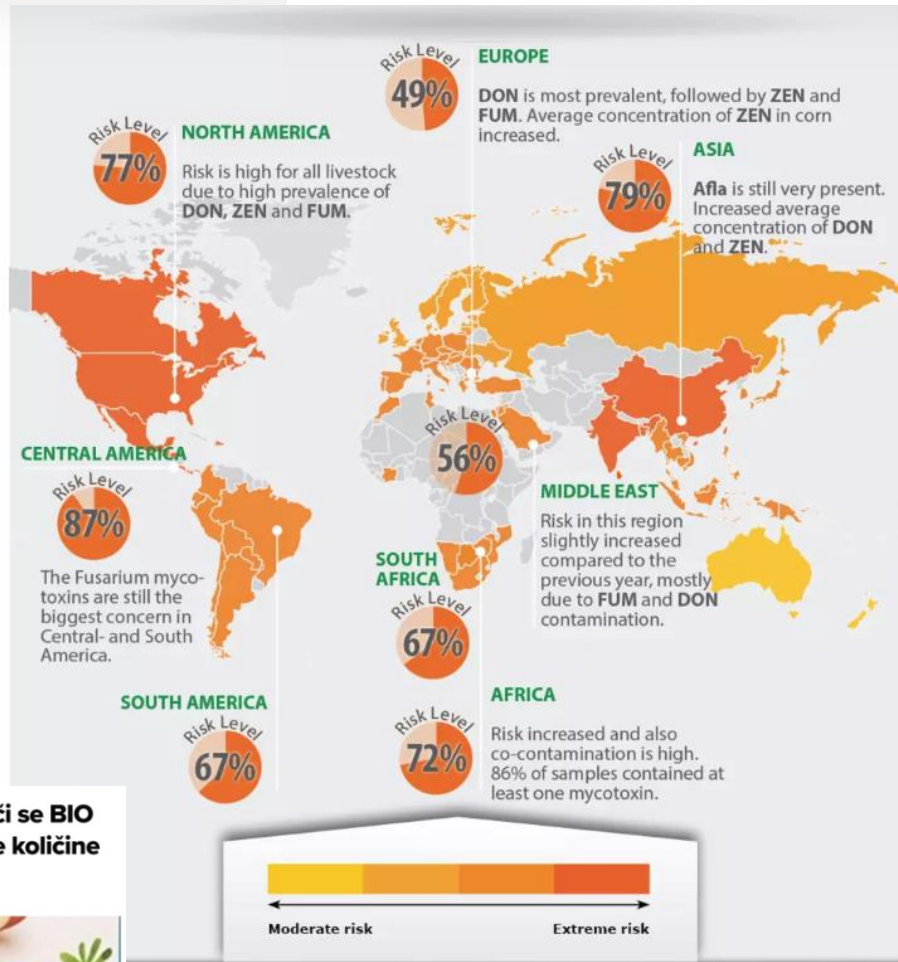 Risk Level
49%
EUROPE
DON is most prevalent, followed by ZEN and
FUM. Average concentration of ZEN in corn
increased.
Risk Level
77%
NORTH AMERICA
Risk is high for all livestock
due to high prevalence of
DON, ZEN and FUM.
Risk Level
79%
ASIA
Afla is still very present.
Increased average
concentration of DON
and ZEN.
CENTRAL AMERICA
Risk Level
87%
The Fusarium myco-
toxins are still the
biggest concern in
Central- and South
America.
Risk Level
56%
MIDDLE EAST
Risk in this region
slightly increased
compared to the
previous year, mostly
due to FUM and DON
contamination.
SOUTH
AFRICA
Risk Level
67%
SOUTH AMERICA
Risk Level
67%
AFRICA
Risk Level
72%
Risk increased and also
co-contamination is high.
86% of samples contained at
least one mycotoxin.
či se BIO
e količine
Moderate risk
Extreme risk